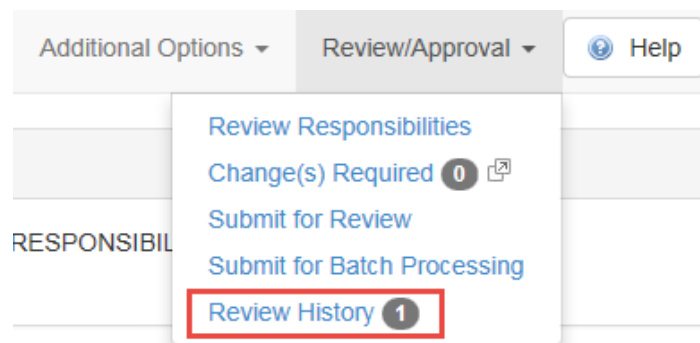 Additional Options Review/Approval Help
Review Responsibilities
Change(s) Required 0
Submit for Review
RESPONSIBIL
Submit for Batch Processing
Review History 1